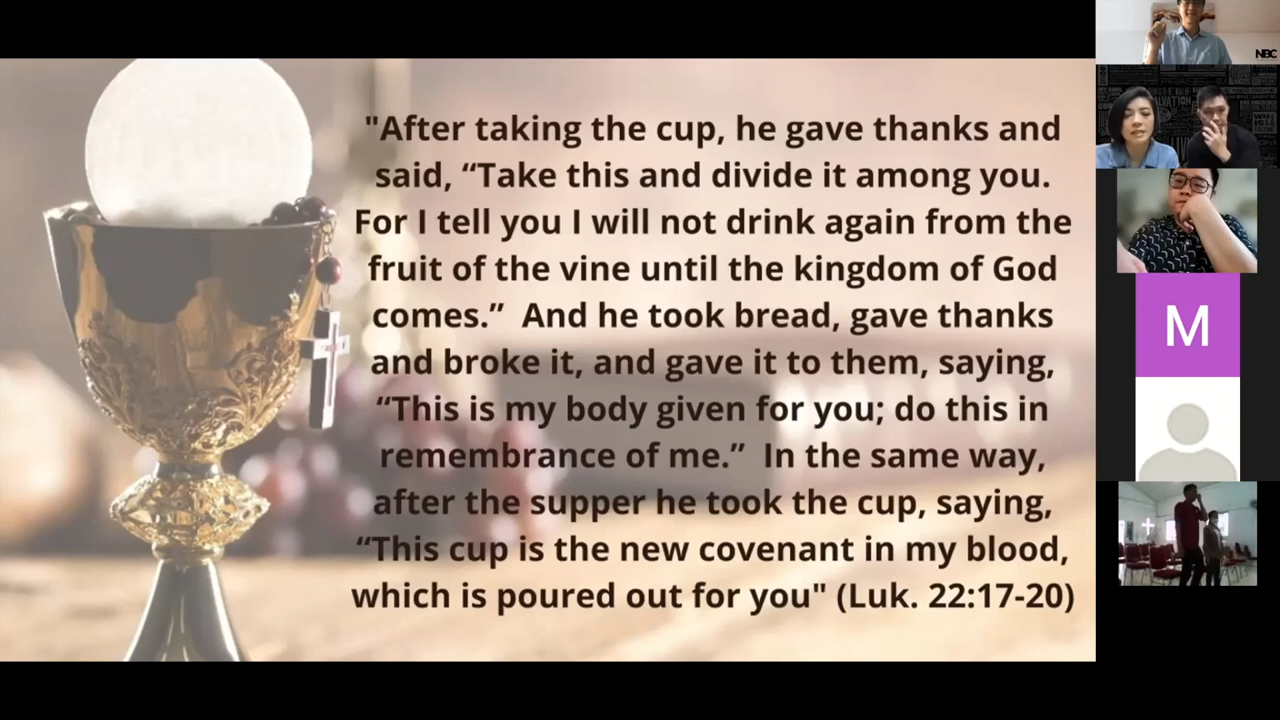 "After taking the cup, he gave thanks and
said, “Take this and divide it among you.
For I tell you I will not drink again from the
fruit of the vine until the kingdom of God
comes.”  And he took bread, gave thanks
and broke it, and gave it to them, saying,
“This is my body given for you; do this in
remembrance of me.”  In the same way,
after the supper he took the cup, saying,
“This cup is the new covenant in my blood,
which is poured out for you" (Luk. 22:17-20)
NBC
M